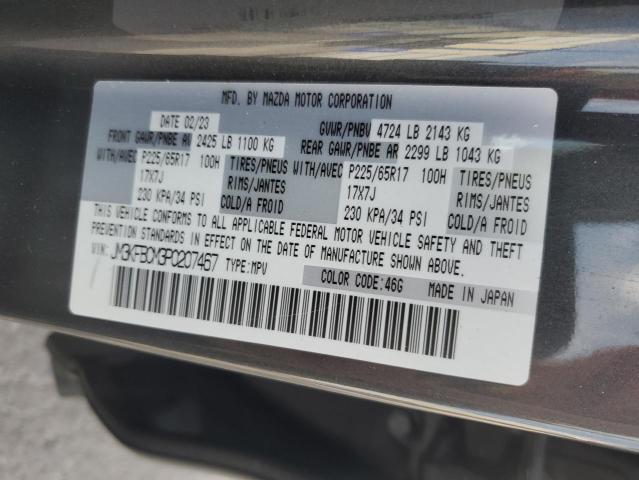 MFD. BY MAZDA MOTOR CORPORATION
DATE 02/23 GVWR/PNBV 4724 LB 2143 KG
FRONT GAWR/PNBE AV 2425 LB 1100 KG REAR GAWR/PNBE AR 2299 LB 1043 KG
WITH/AVEC P225/65R17 100H TIRES/PNEUS WITH/AVEC P225/65R17 100H TIRES/PNEUS
17X7J RIMS/JANTES 17X7J RIMS/JANTES
230 KPA/34 PSI COLD/A FROID 230 KPA/34 PSI COLD/A FROID
THIS VEHICLE CONFORMS TO ALL APPLICABLE FEDERAL MOTOR VEHICLE SAFETY AND THEFT
PREVENTION STANDARDS IN EFFECT ON THE DATE OF MANUFACTURE SHOWN ABOVE.
VIN: JM3KFBCM3P0207467 TYPE:MPV
COLOR CODE:46G MADE IN JAPAN